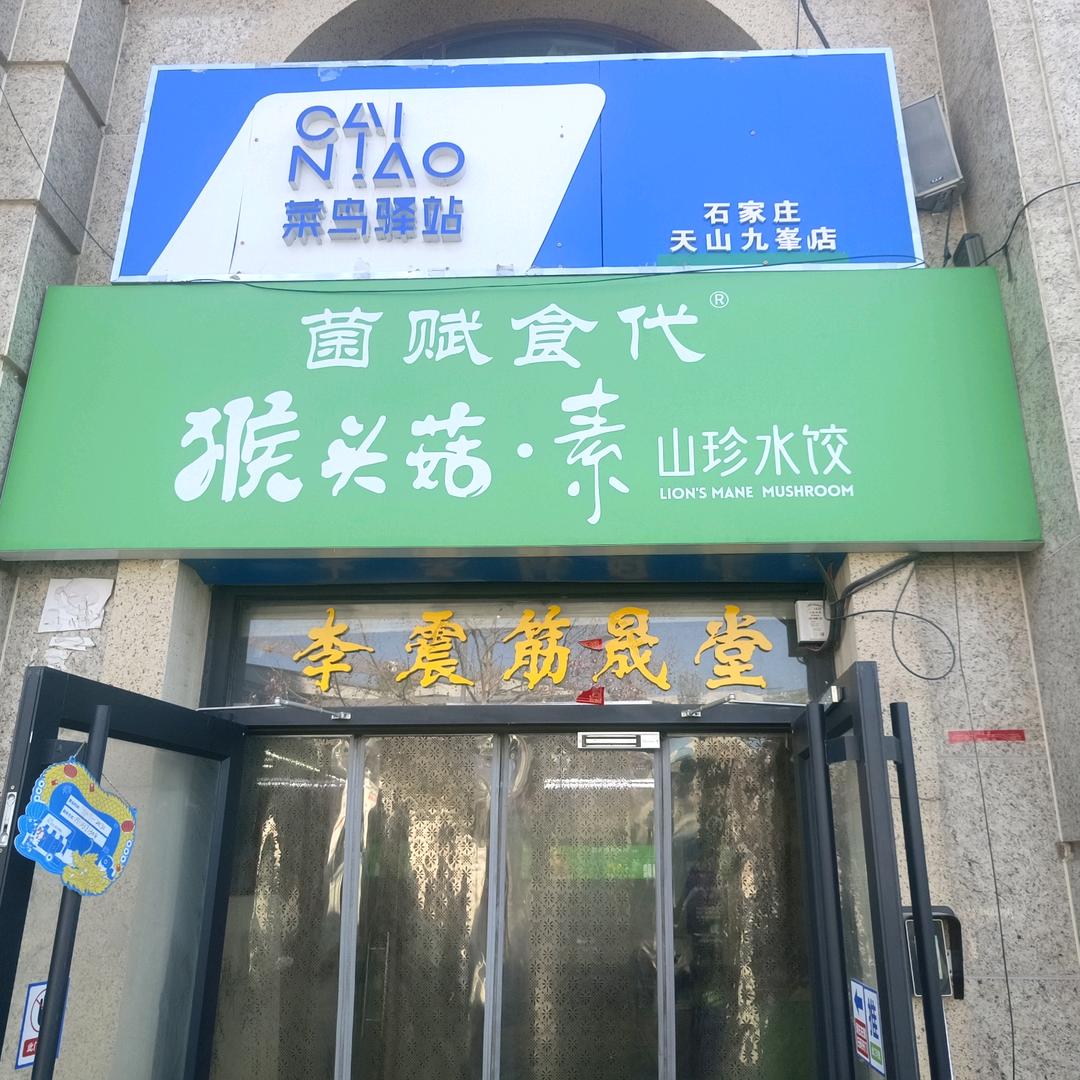 CAI
NIAO
菜鸟驿站
石家庄
天山九峯店
菌赋食代®
猴头菇·素 山珍水饺
LION'S MANE MUSHROOM
李震筋晟堂
推